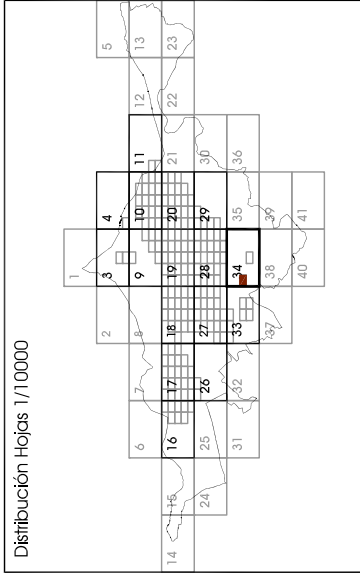 Distribución Hojas 1/10000
1
2 3 4 5
6 7 8 9 10 11 12 13
14 15 16 17 18 19 20 21 22 23
24 25 26 27 28 29 30
31 32 33 34 35 36
37 38 39
40 41